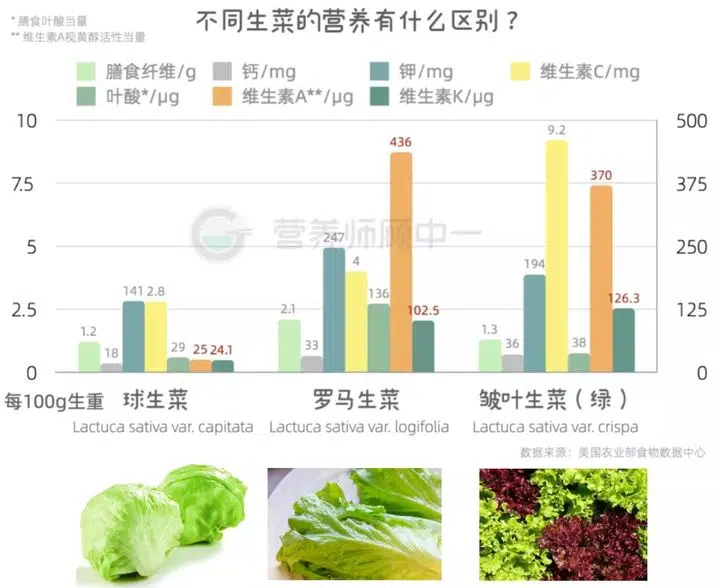 * 膳食叶酸当量
** 维生素A视黄醇活性当量
不同生菜的营养有什么区别？
膳食纤维/g 钙/mg 钾/mg 维生素C/mg
叶酸*/μg 维生素A**/μg 维生素K/μg
10 500
7.5 375
5 250
2.5 125
0 0
1.2 18 141 2.8 29 25 24.1
2.1 33 247 4 136 436 102.5
1.3 36 194 9.2 38 370 126.3
营养师顾中一
每100g生重 球生菜 罗马生菜 皱叶生菜（绿）
Lactuca sativa var. capitata Lactuca sativa var. logifolia Lactuca sativa var. crispa
数据来源：美国农业部食物数据中心